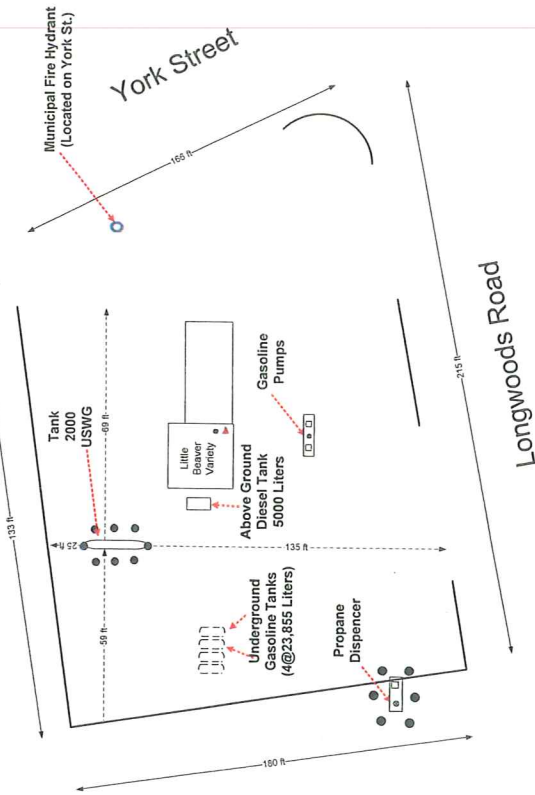 Municipal Fire Hydrant
(Located on York St.)
York Street
166 ft
133 ft
Tank
2000
USWG
69 ft
25 ft
59 ft
135 ft
Little
Beaver
Variety
Gasoline
Pumps
Above Ground
Diesel Tank
5000 Liters
Underground
Gasoline Tanks
(4@23,855 Liters)
Propane
Dispencer
160 ft
215 ft
Longwoods Road